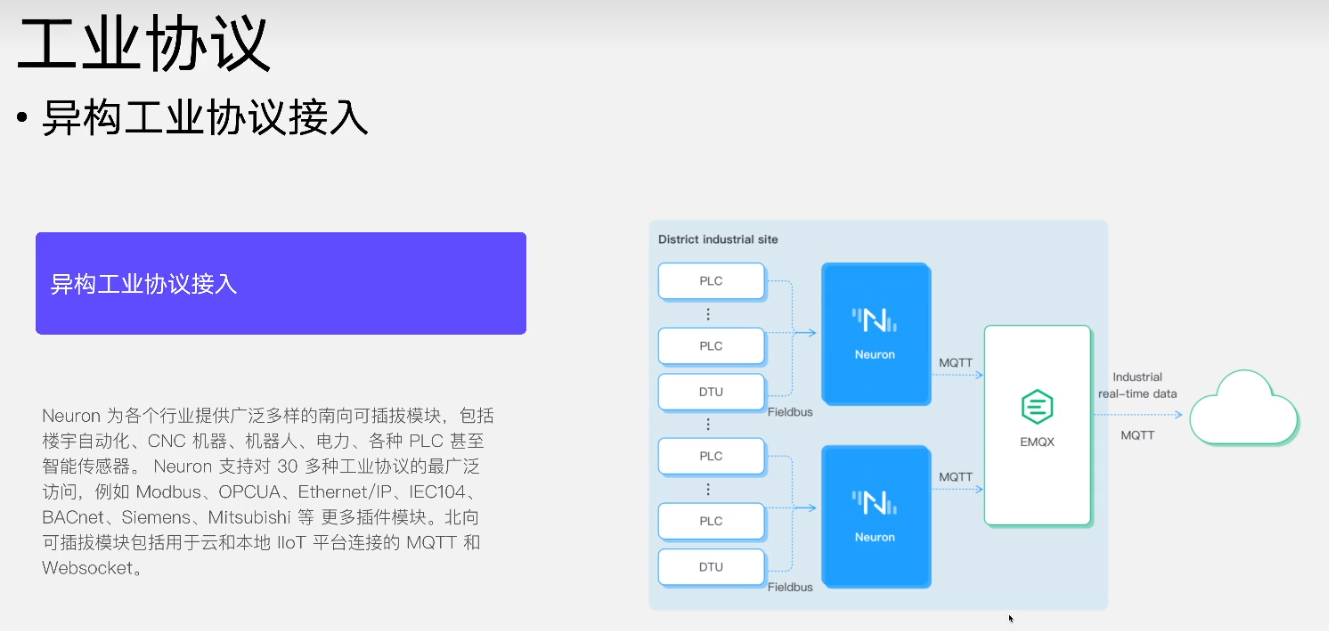 工业协议
• 异构工业协议接入
异构工业协议接入
Neuron 为各个行业提供广泛多样的南向可插拔模块，包括
楼宇自动化、CNC 机器、机器人、电力、各种 PLC 甚至
智能传感器。 Neuron 支持对 30 多种工业协议的最广泛
访问，例如 Modbus、OPCUA、Ethernet/IP、IEC104、
BACnet、Siemens、Mitsubishi 等 更多插件模块。北向
可插拔模块包括用于云和本地 IIoT 平台连接的 MQTT 和
Websocket。
District industrial site
PLC
PLC
DTU
Fieldbus
PLC
PLC
DTU
Fieldbus
Neuron
Neuron
MQTT
MQTT
EMQX
Industrial
real-time data
MQTT